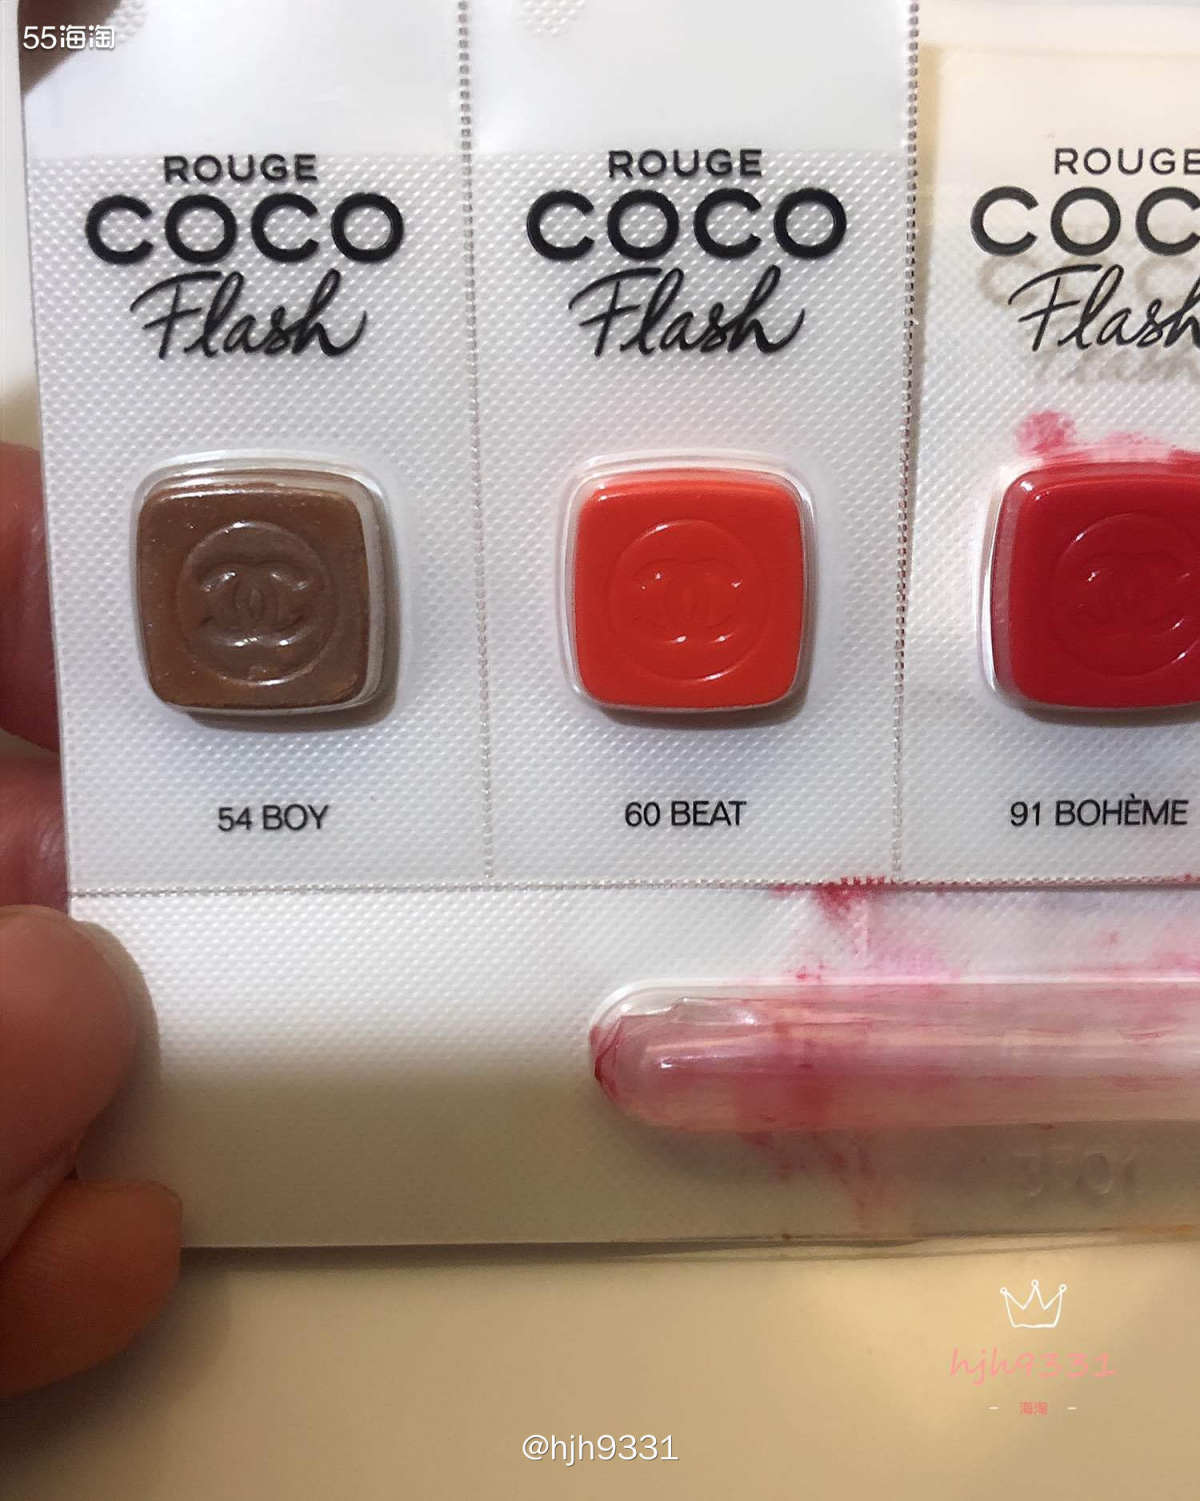 55海淘
ROUGE
COCO
Flash
54 BOY
ROUGE
COCO
Flash
60 BEAT
ROUGE
COC
Flash
91 BOHÈME
hjh9331
海淘
@hjh9331